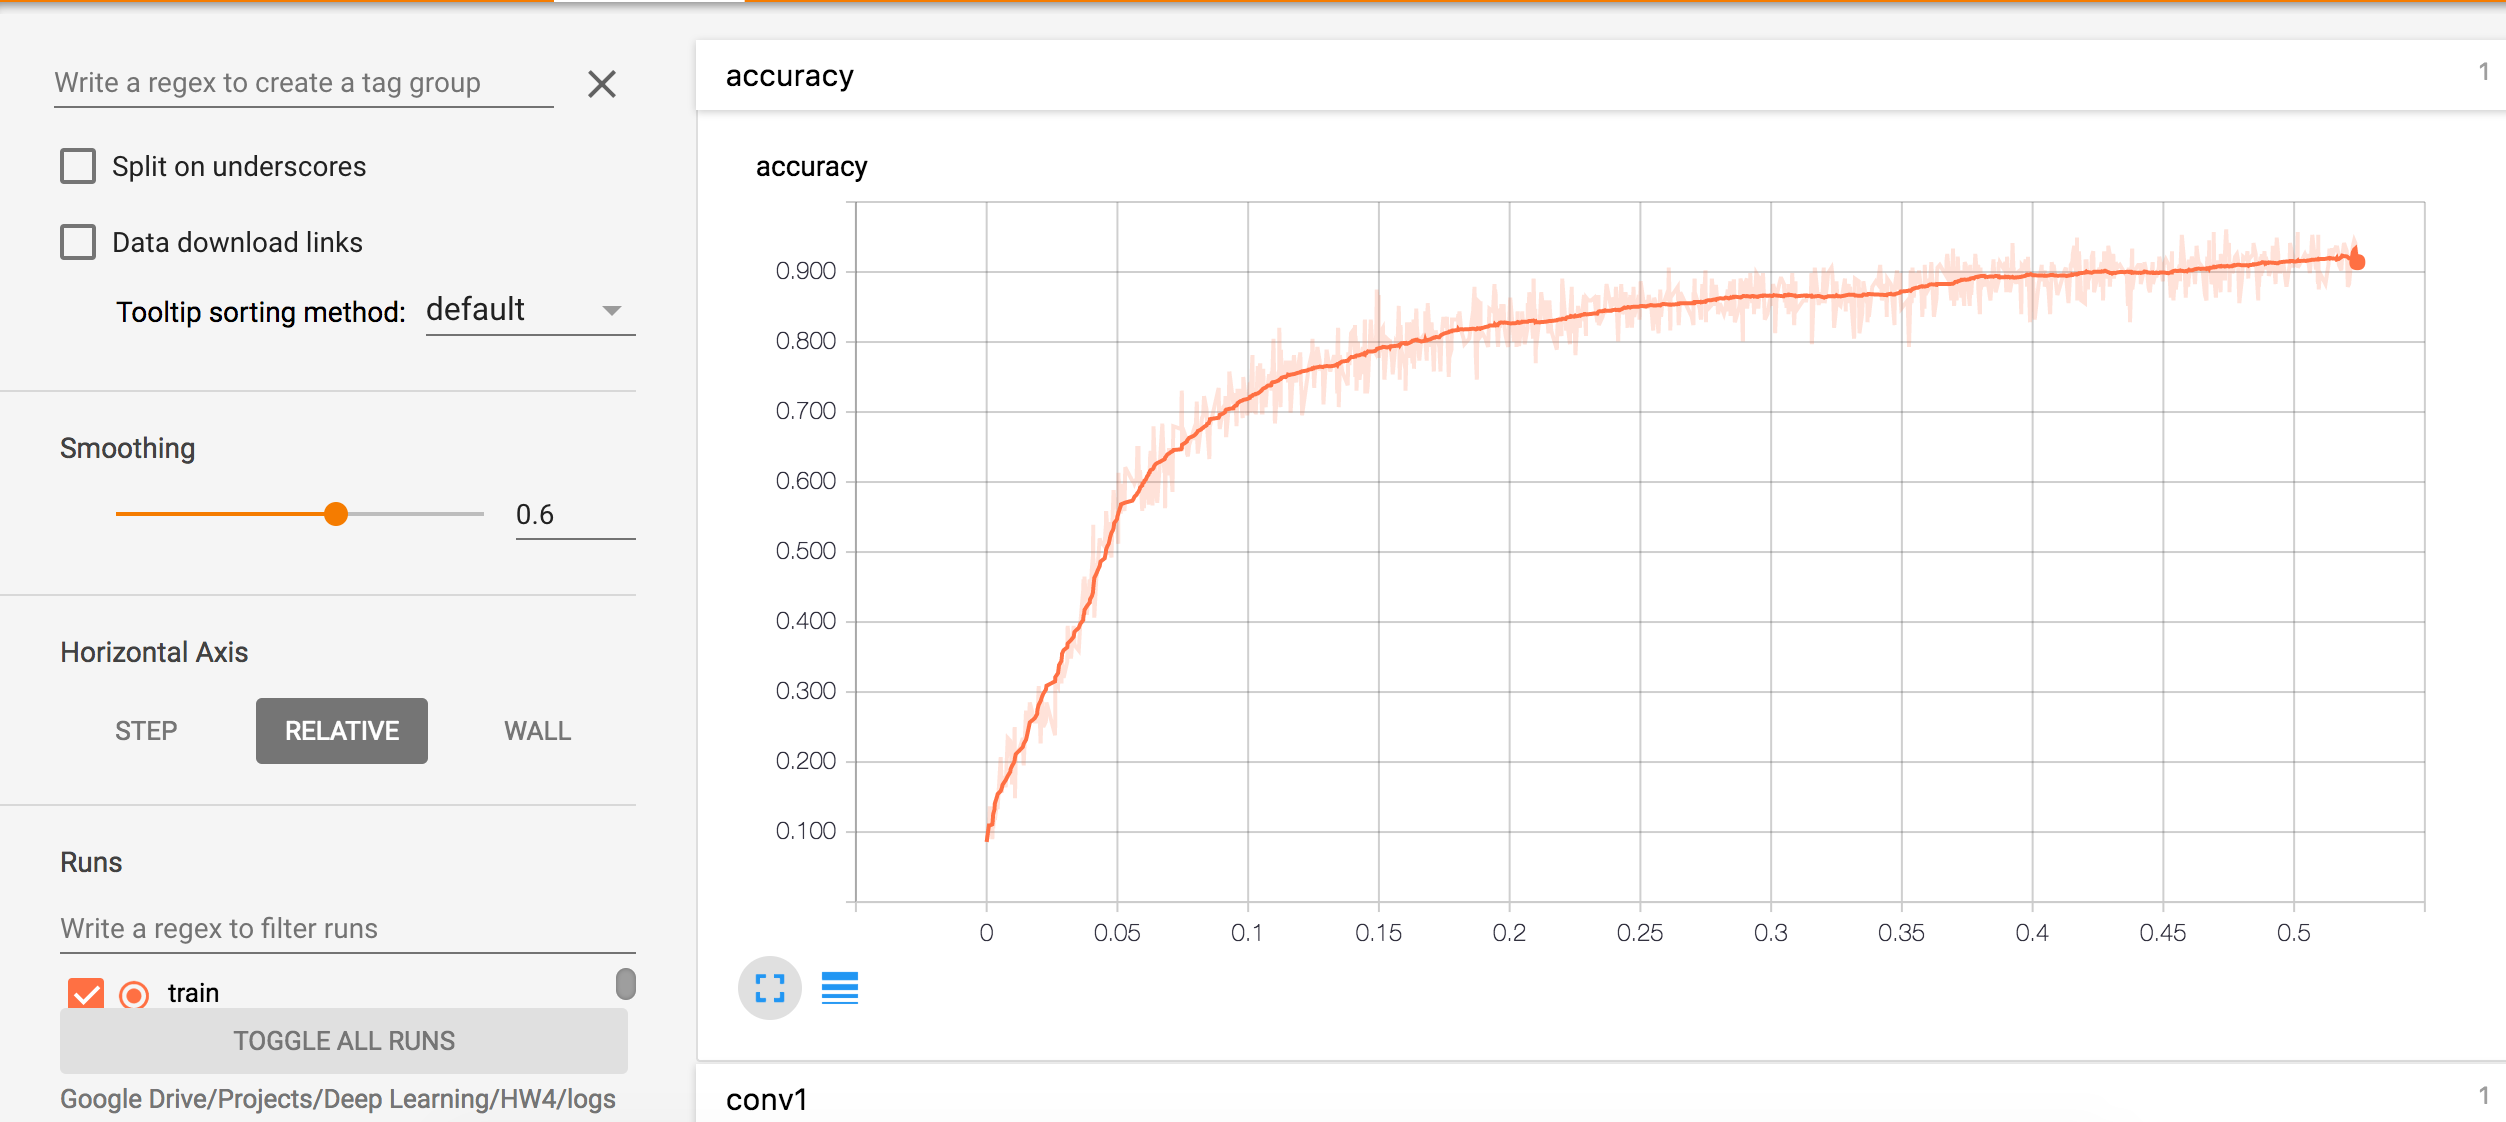 Write a regex to create a tag group
Split on underscores
Data download links
Tooltip sorting method: default
Smoothing
0.6
Horizontal Axis
STEP RELATIVE WALL
Runs
Write a regex to filter runs
train
TOGGLE ALL RUNS
Google Drive/Projects/Deep Learning/HW4/logs
accuracy 1
accuracy
0.900
0.800
0.700
0.600
0.500
0.400
0.300
0.200
0.100
0 0.05 0.1 0.15 0.2 0.25 0.3 0.35 0.4 0.45 0.5
conv1 1